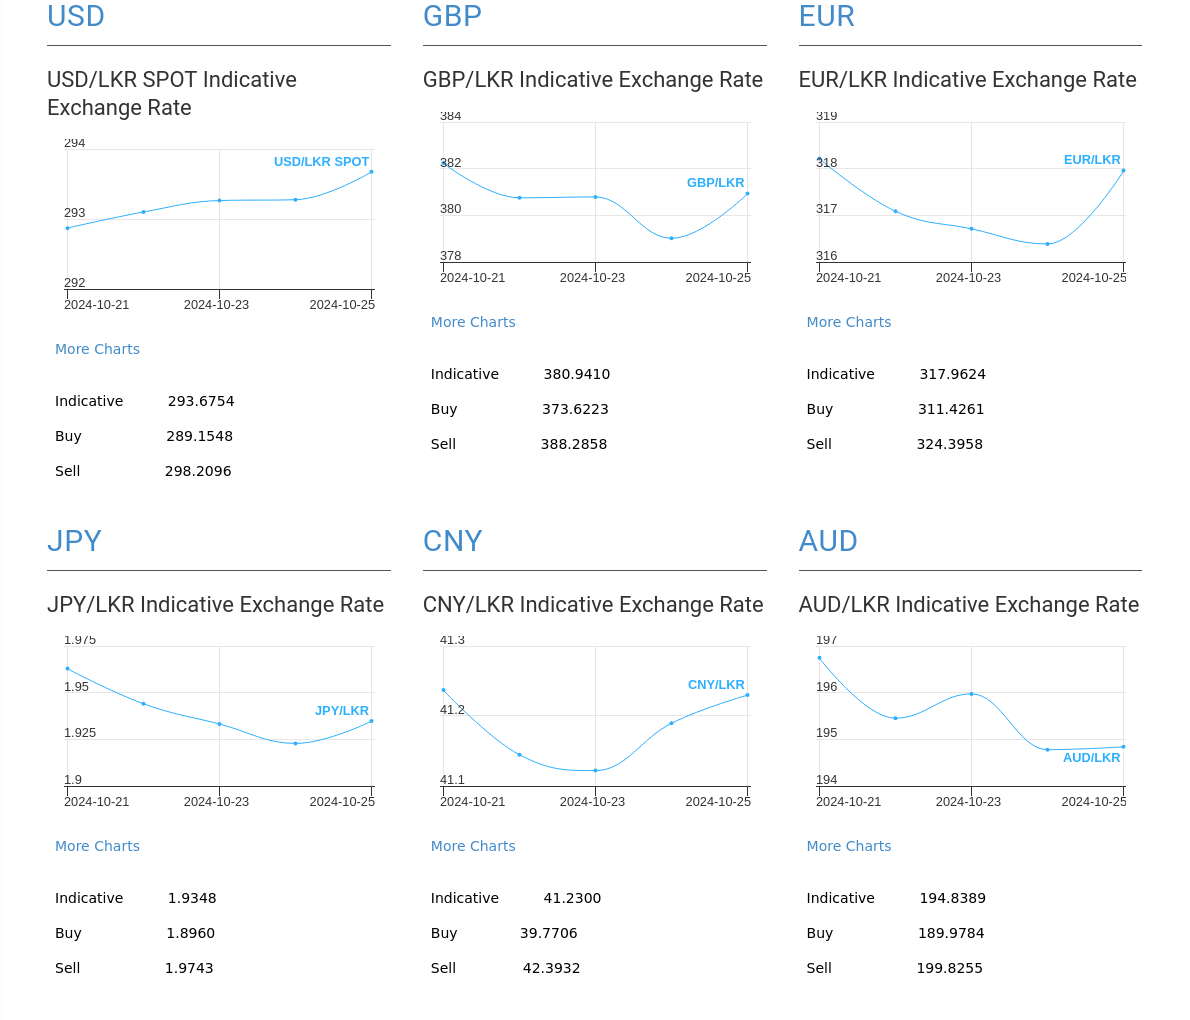 USD
USD/LKR SPOT Indicative
Exchange Rate
294
USD/LKR SPOT
293
292
2024-10-21 2024-10-23 2024-10-25
More Charts
Indicative 293.6754
Buy 289.1548
Sell 298.2096
GBP
GBP/LKR Indicative Exchange Rate
384
382
GBP/LKR
380
378
2024-10-21 2024-10-23 2024-10-25
More Charts
Indicative 380.9410
Buy 373.6223
Sell 388.2858
EUR
EUR/LKR Indicative Exchange Rate
319
318
EUR/LKR
317
316
2024-10-21 2024-10-23 2024-10-25
More Charts
Indicative 317.9624
Buy 311.4261
Sell 324.3958
JPY
JPY/LKR Indicative Exchange Rate
1.975
1.95
JPY/LKR
1.925
1.9
2024-10-21 2024-10-23 2024-10-25
More Charts
Indicative 1.9348
Buy 1.8960
Sell 1.9743
CNY
CNY/LKR Indicative Exchange Rate
41.3
CNY/LKR
41.2
41.1
2024-10-21 2024-10-23 2024-10-25
More Charts
Indicative 41.2300
Buy 39.7706
Sell 42.3932
AUD
AUD/LKR Indicative Exchange Rate
197
196
195
AUD/LKR
194
2024-10-21 2024-10-23 2024-10-25
More Charts
Indicative 194.8389
Buy 189.9784
Sell 199.8255